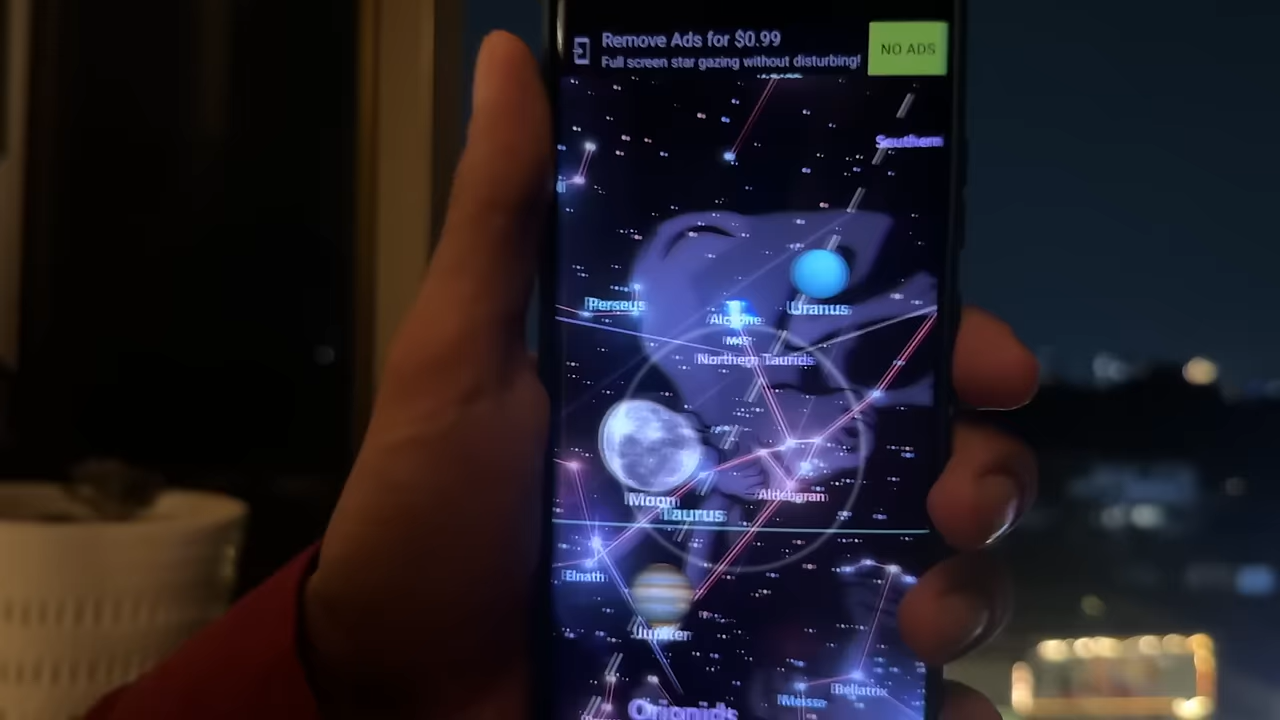 Remove Ads for $0.99
Full screen star gazing without disturbing!
NO ADS
Southern
Perseus
Alcyone
Uranus
M45
Northern Taurids
Moon
Aldebaran
Taurus
Elnath
Jupiter
Meissa
Bellatrix
Orionids